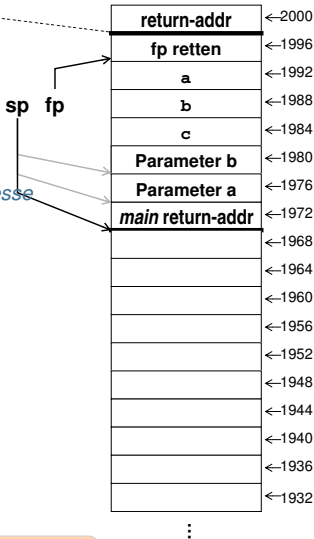 return-addr ←2000
fp retten ←1996
a ←1992
b ←1988
sp fp
c ←1984
Parameter b ←1980
Parameter a ←1976
esse
main return-addr ←1972
←1968
←1964
←1960
←1956
←1952
←1948
←1944
←1940
←1936
←1932
⋮